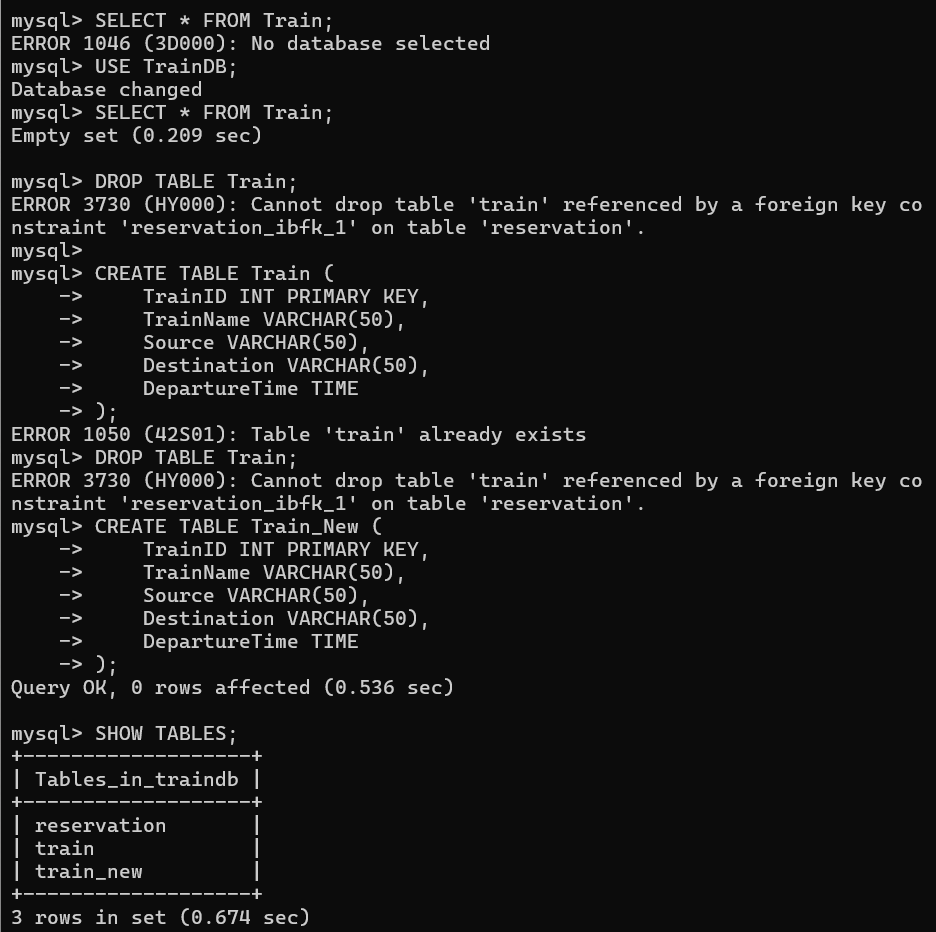 mysql> SELECT * FROM Train;
ERROR 1046 (3D000): No database selected
mysql> USE TrainDB;
Database changed
mysql> SELECT * FROM Train;
Empty set (0.209 sec)

mysql> DROP TABLE Train;
ERROR 3730 (HY000): Cannot drop table 'train' referenced by a foreign key co
nstraint 'reservation_ibfk_1' on table 'reservation'.
mysql>
mysql> CREATE TABLE Train (
    ->     TrainID INT PRIMARY KEY,
    ->     TrainName VARCHAR(50),
    ->     Source VARCHAR(50),
    ->     Destination VARCHAR(50),
    ->     DepartureTime TIME
    -> );
ERROR 1050 (42S01): Table 'train' already exists
mysql> DROP TABLE Train;
ERROR 3730 (HY000): Cannot drop table 'train' referenced by a foreign key co
nstraint 'reservation_ibfk_1' on table 'reservation'.
mysql> CREATE TABLE Train_New (
    ->     TrainID INT PRIMARY KEY,
    ->     TrainName VARCHAR(50),
    ->     Source VARCHAR(50),
    ->     Destination VARCHAR(50),
    ->     DepartureTime TIME
    -> );
Query OK, 0 rows affected (0.536 sec)

mysql> SHOW TABLES;
+-------------------+
| Tables_in_traindb |
+-------------------+
| reservation       |
| train             |
| train_new         |
+-------------------+
3 rows in set (0.674 sec)